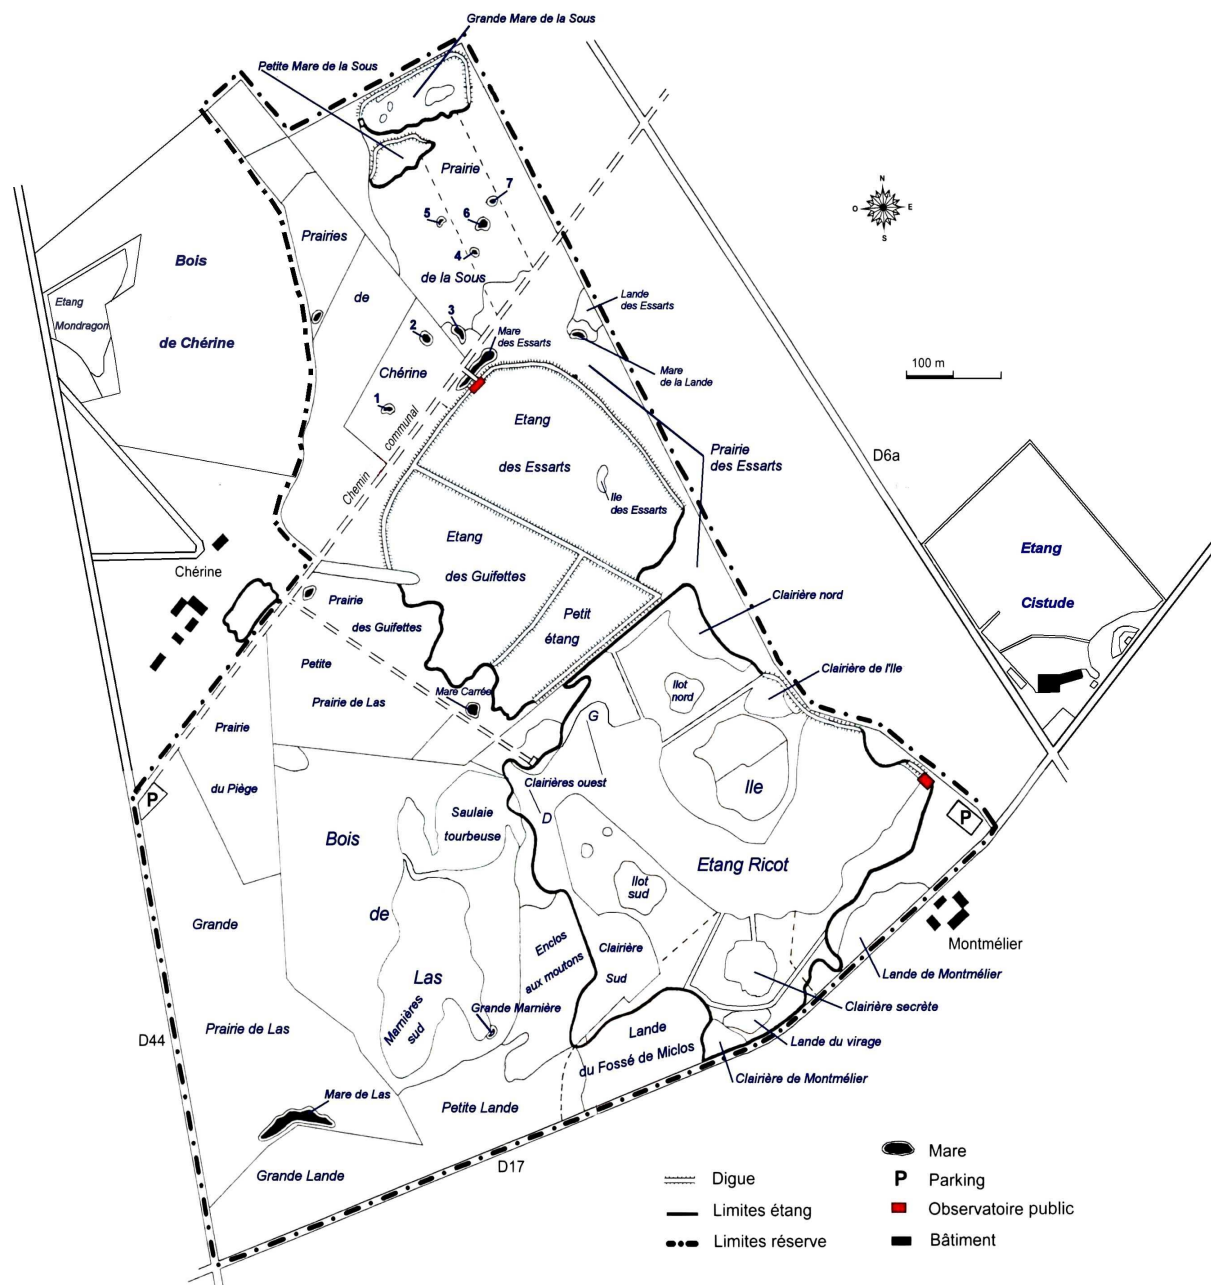 Grande Mare de la Sous
Petite Mare de la Sous
Prairie
7
5
6
4
de la Sous
N
O
E
S
Prairies
de
Bois
de Chérine
Etang
Mondragon
Lande
des Essarts
3
2
Mare
des Essarts
Mare
de la Lande
100 m
Chérine
1
communal
Chemin
Etang
des Essarts
Ile
des Essarts
Prairie
des Essarts
D6a
Etang
Cistude
Etang
des Guifettes
Petit
étang
Chérine
Prairie
des Guifettes
Clairière nord
Clairière de l'Ile
Petite
Prairie de Las
Mare Carrée
Ilot
nord
G
Prairie
du Piège
P
Clairières ouest
D
Ile
Saulaie
tourbeuse
P
Bois
de
Las
Etang Ricot
Ilot
sud
Grande
Prairie de Las
Enclos
aux moutons
Clairière
Sud
Montmélier
Lande de Montmélier
Clairière secrète
Marnières
sud
Grande Marnière
Lande
du Fossé de Miclos
Lande du virage
Clairière de Montmélier
D44
Mare de Las
Petite Lande
Grande Lande
D17
Digue
Limites étang
Limites réserve
Mare
P
Parking
Observatoire public
Bâtiment